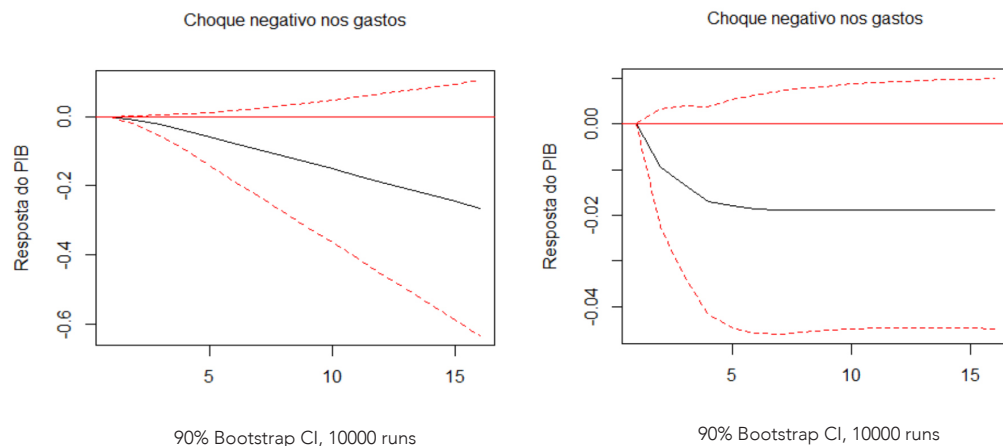 Choque negativo nos gastos
Resposta do PIB
0.0
-0.2
-0.4
-0.6
5
10
15
90% Bootstrap CI, 10000 runs
Choque negativo nos gastos
Resposta do PIB
0.00
-0.02
-0.04
5
10
15
90% Bootstrap CI, 10000 runs